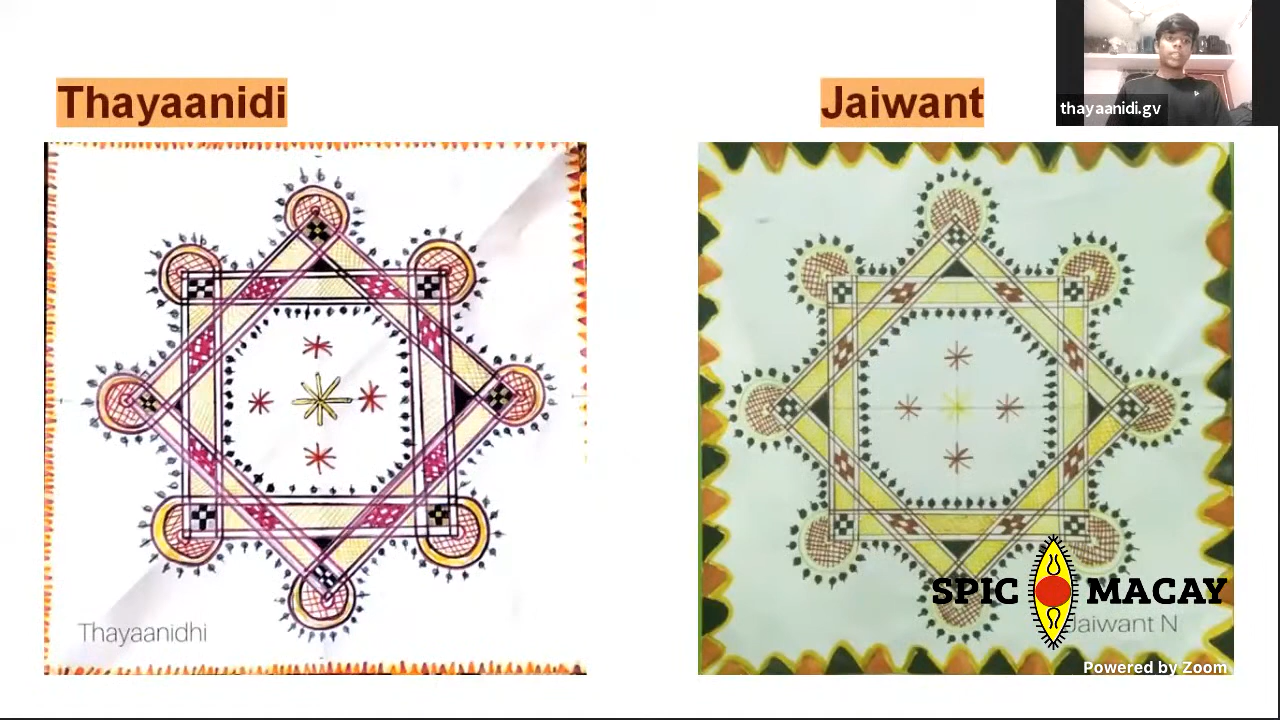 Thayaanidi
Jaiwant
thayaanidi.gv
Thayaanidhi
SPIC MACAY
Jaiwant N
Powered by Zoom